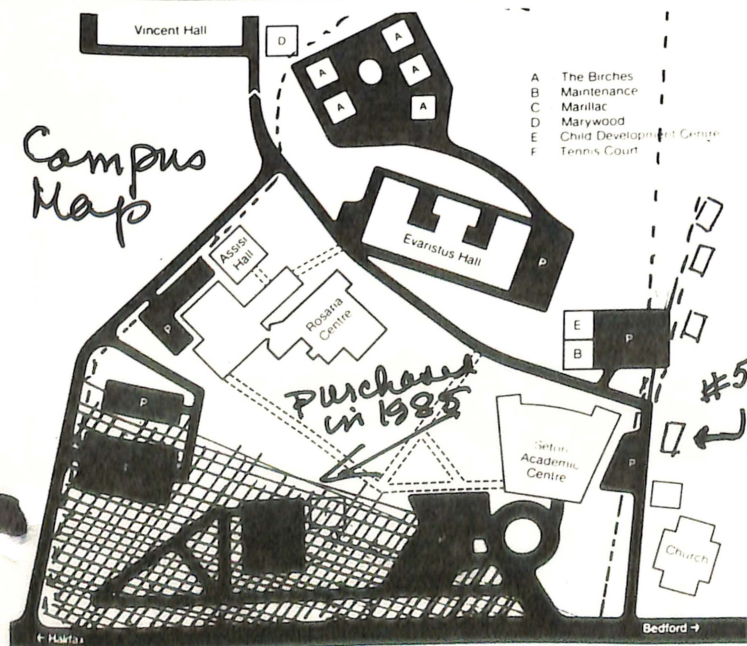 Vincent Hall
D
A
A
A
A
A
A The Birches
B Maintenance
C Marillac
D Marywood
E Child Development Centre
F Tennis Court
Campus
Map
Evaristus Hall
P
Assisi
Hall
Rosaria
Centre
P
E
B
P
purchased
in 1985
#5
P
Seton
Academic
Centre
P
Church
← Halifax
Bedford →